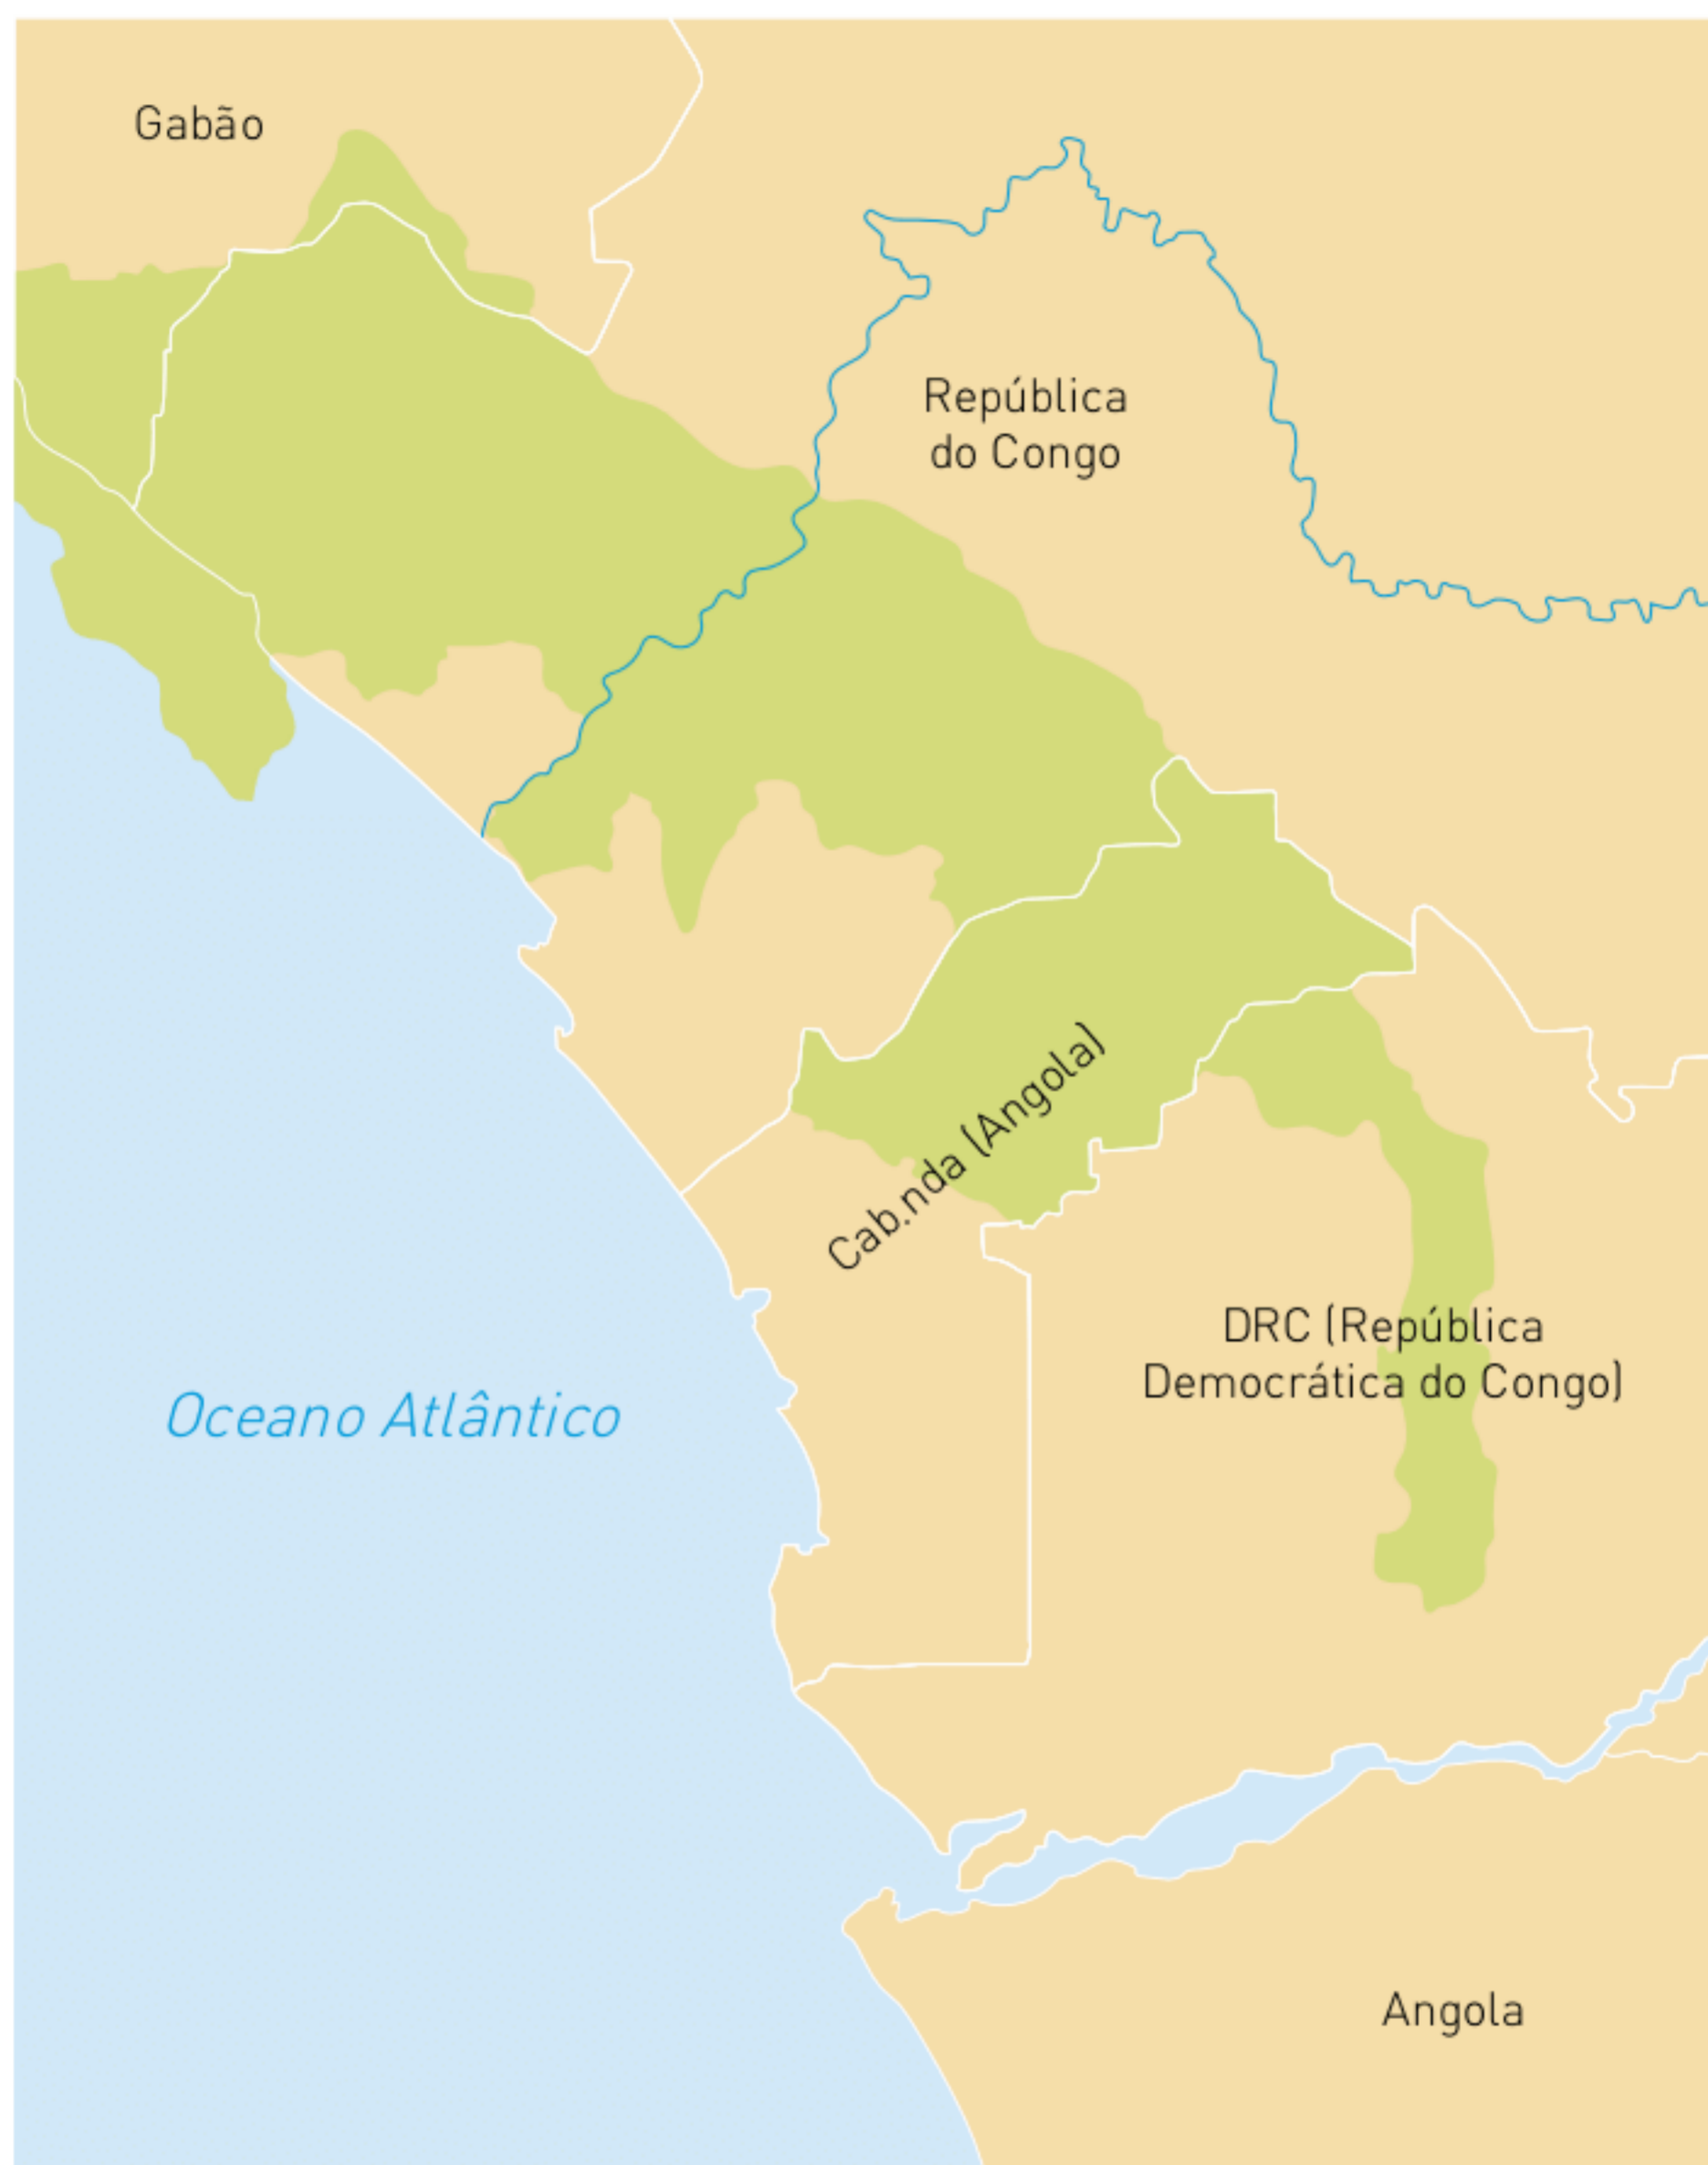 Gabão
República
do Congo
Cab.nda (Angola)
DRC (República
Democrática do Congo)
Oceano Atlântico
Angola